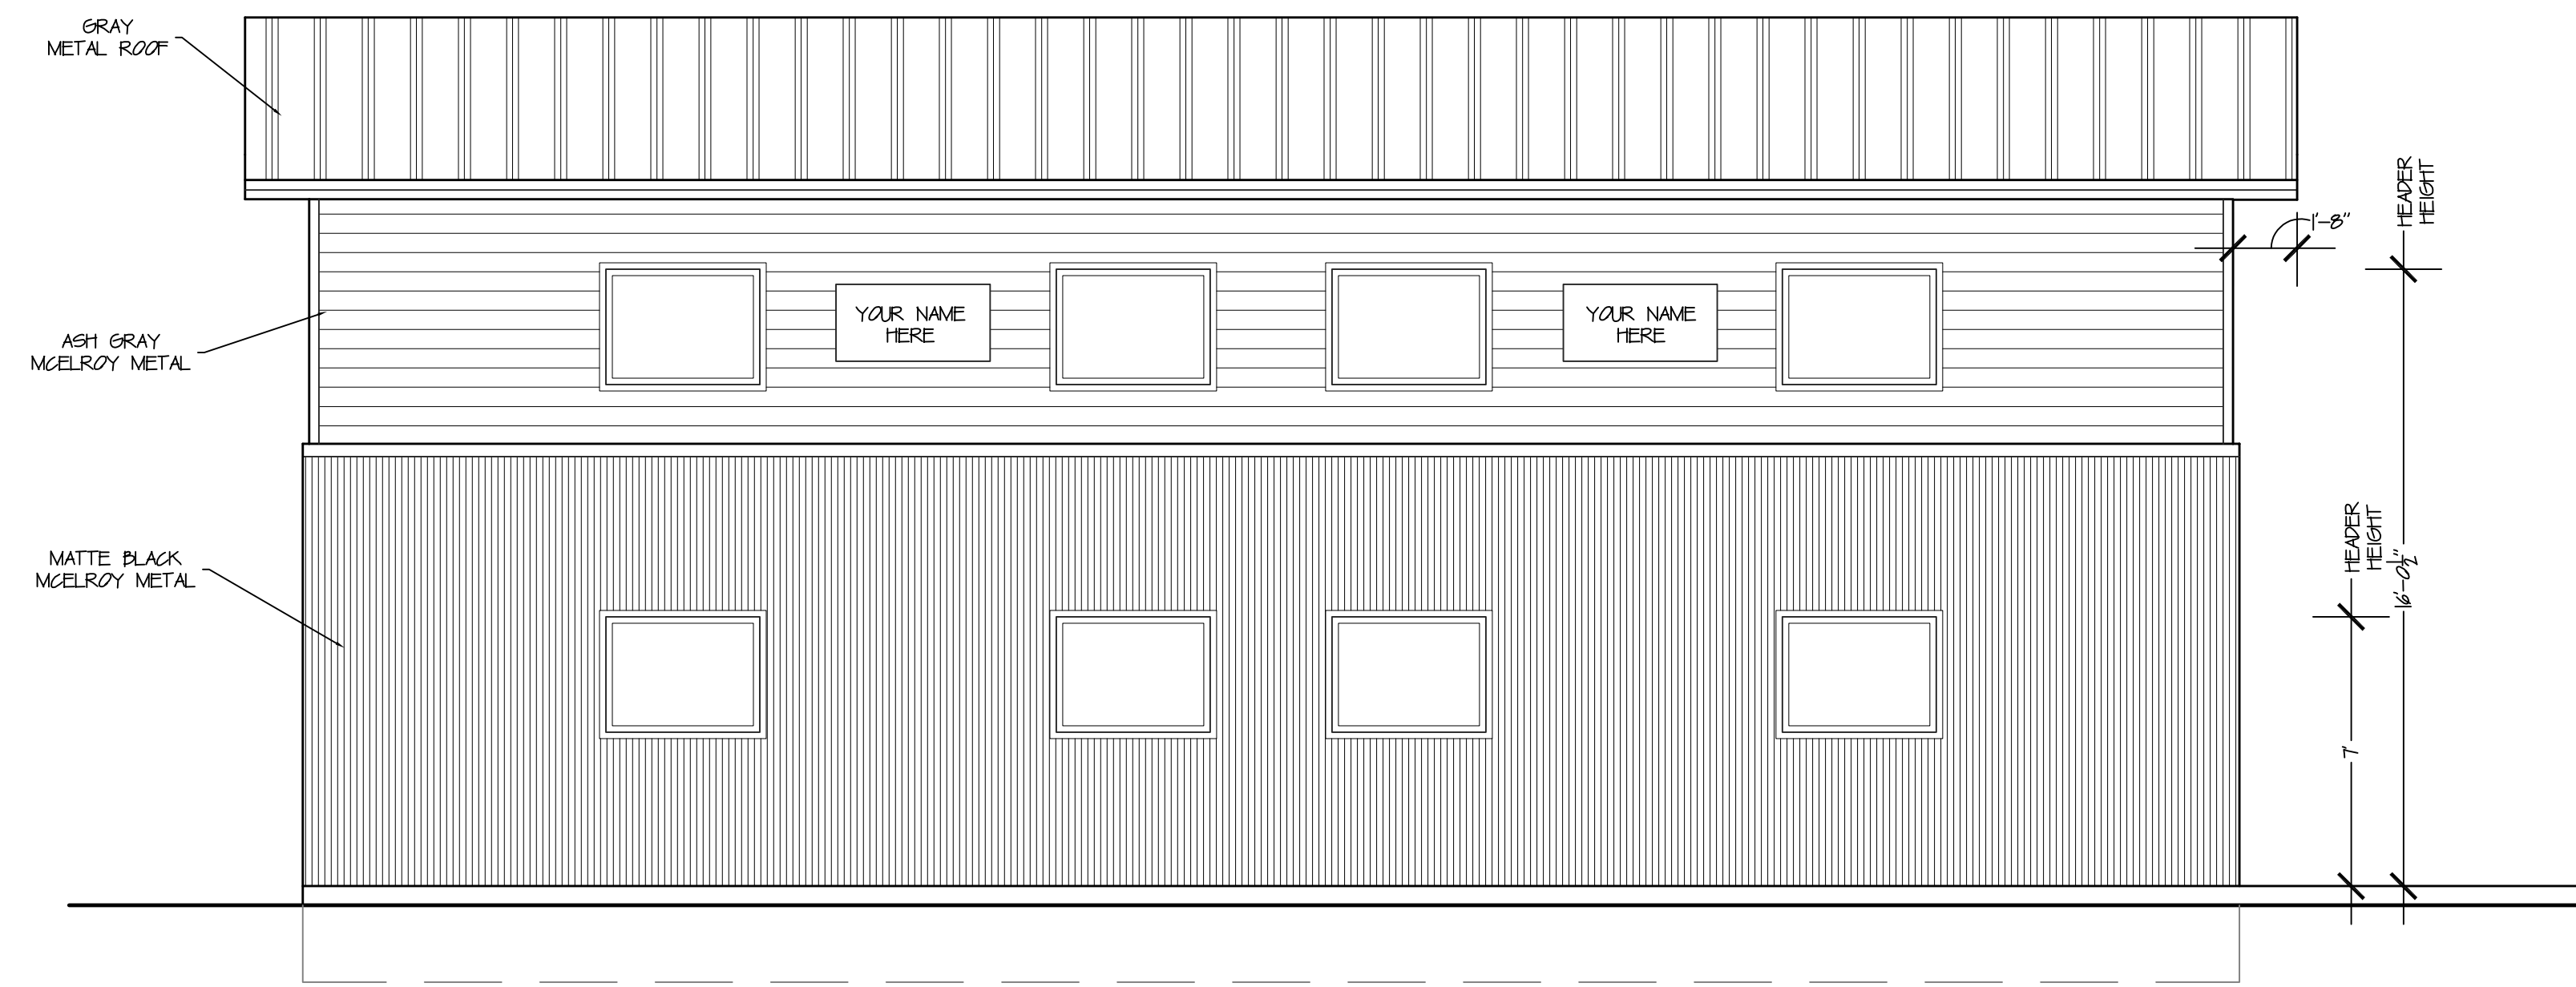 GRAY
METAL ROOF
HEADER
HEIGHT
1'-8"
YOUR NAME
HERE
YOUR NAME
HERE
ASH GRAY
MCELROY METAL
MATTE BLACK
MCELROY METAL
HEADER
HEIGHT
16'-0½"
7'